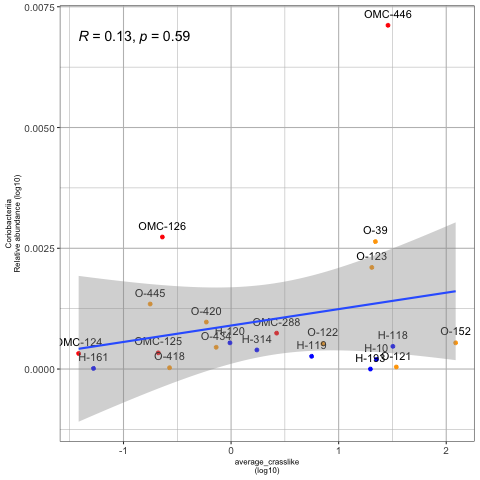 0.0075
R = 0.13, p = 0.59
OMC-446
0.0050
OMC-126
O-39
0.0025
O-123
O-445
O-420
OMC-288
H-320
O-434
O-122
H-118
O-152
OMC-124
OMC-125
H-314
H-119
H-10
H-161
O-418
H-193
O-121
0.0000
-1
0
1
2
Coriobacteriia
Relative abundance (log10)
average_crasslike
(log10)